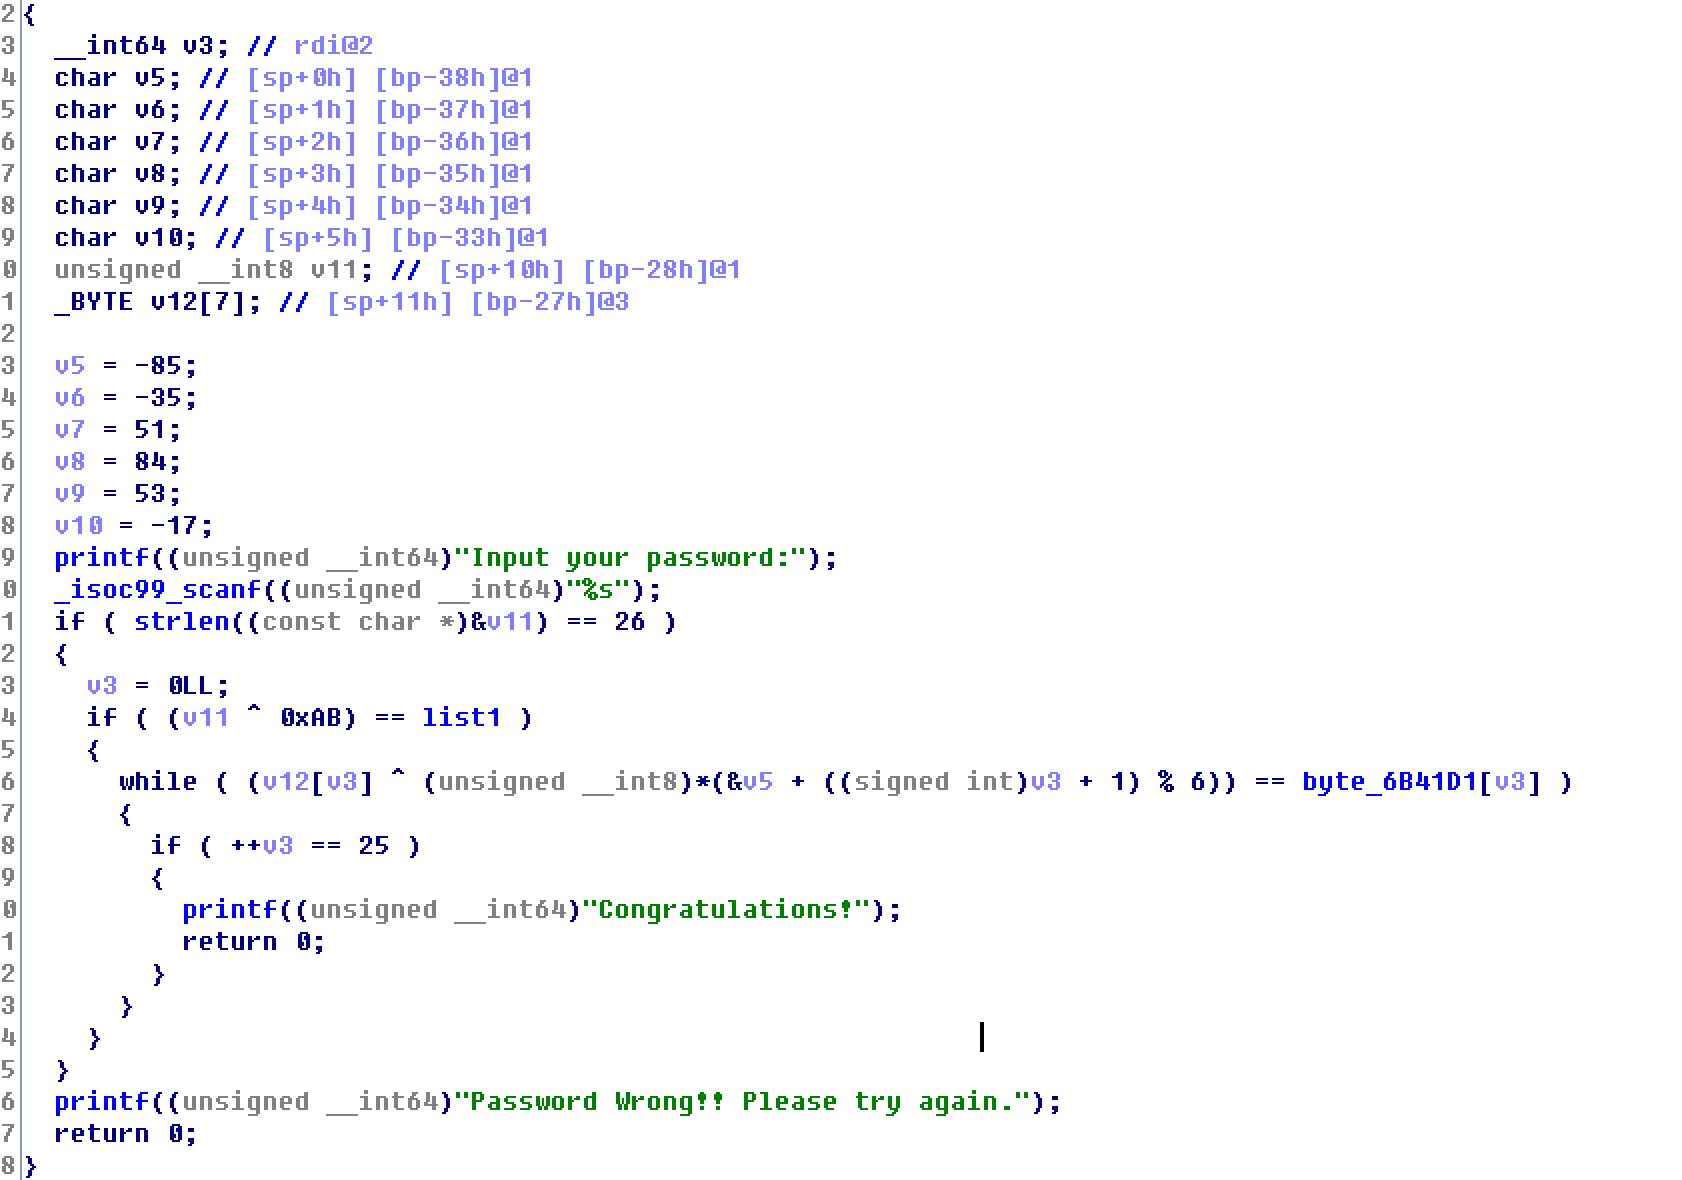 2 {
3 __int64 v3; // rdi@2
4 char v5; // [sp+0h] [bp-38h]@1
5 char v6; // [sp+1h] [bp-37h]@1
6 char v7; // [sp+2h] [bp-36h]@1
7 char v8; // [sp+3h] [bp-35h]@1
8 char v9; // [sp+4h] [bp-34h]@1
9 char v10; // [sp+5h] [bp-33h]@1
0 unsigned __int8 v11; // [sp+10h] [bp-28h]@1
1 _BYTE v12[7]; // [sp+11h] [bp-27h]@3
2
3 v5 = -85;
4 v6 = -35;
5 v7 = 51;
6 v8 = 84;
7 v9 = 53;
8 v10 = -17;
9 printf((unsigned __int64)"Input your password:");
0 _isoc99_scanf((unsigned __int64)"%s");
1 if ( strlen((const char *)&v11) == 26 )
2 {
3 v3 = 0LL;
4 if ( (v11 ^ 0xAB) == list1 )
5 {
6 while ( (v12[v3] ^ (unsigned __int8)*(&v5 + ((signed int)v3 + 1) % 6)) == byte_6B41D1[v3] )
7 {
8 if ( ++v3 == 25 )
9 {
0 printf((unsigned __int64)"Congratulations!");
1 return 0;
2 }
3 }
4 }
5 }
6 printf((unsigned __int64)"Password Wrong!! Please try again.");
7 return 0;
8 }